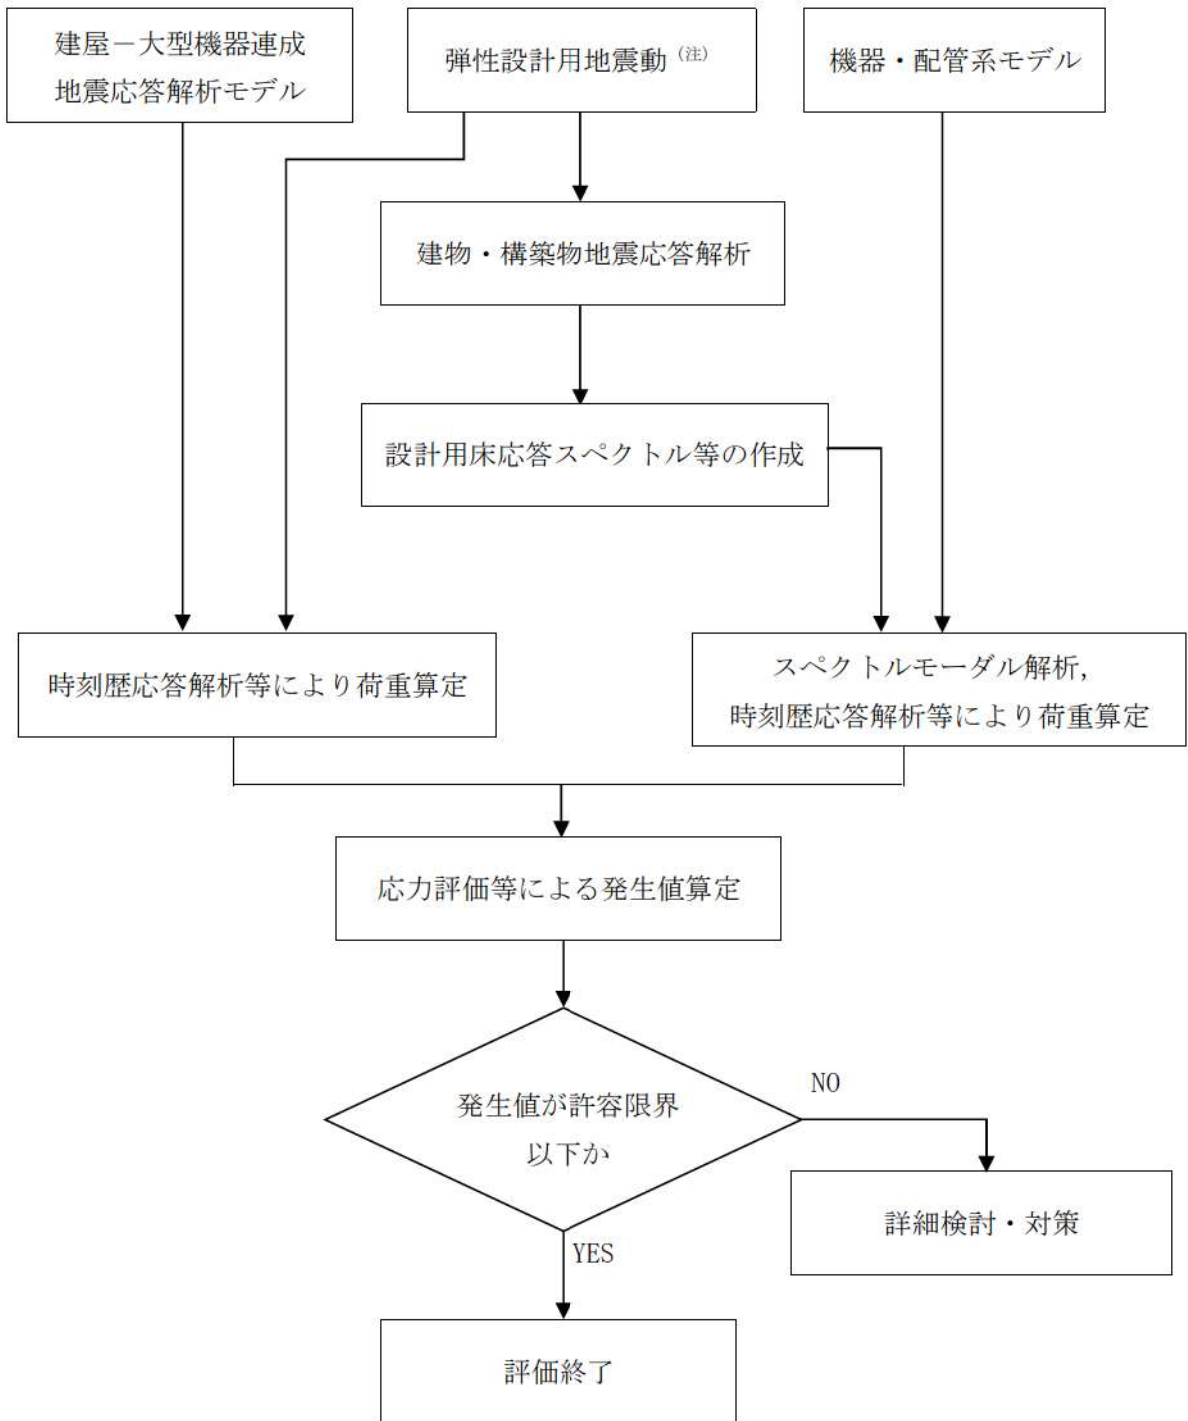 建屋－大型機器連成
地震応答解析モデル
弾性設計用地震動（注）
機器・配管系モデル
建物・構築物地震応答解析
設計用床応答スペクトル等の作成
時刻歴応答解析等により荷重算定
スペクトルモーダル解析,
時刻歴応答解析等により荷重算定
応力評価等による発生値算定
発生値が許容限界
以下か
NO
詳細検討・対策
YES
評価終了